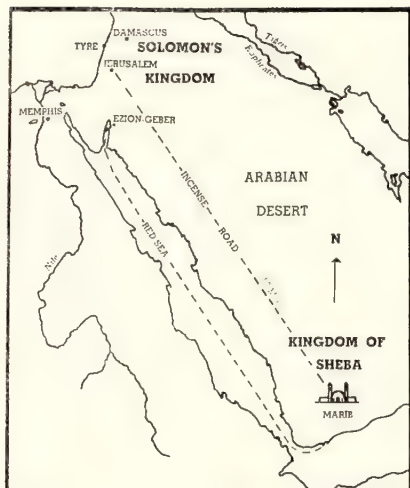 DAMASCUS
TYRE
SOLOMON'S
KINGDOM
JERUSALEM
Tigris
Euphrates
MEMPHIS
EZION-GEBER
ARABIAN
DESERT
INCENSE
ROAD
RED SEA
N
Nile
KINGDOM OF
SHEBA
MARIB